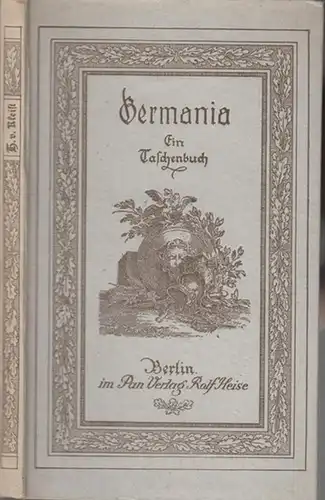 H. v. Kleist
Germania
Ein
Taschenbuch
Berlin
im Pan Verlag Rolf Heise